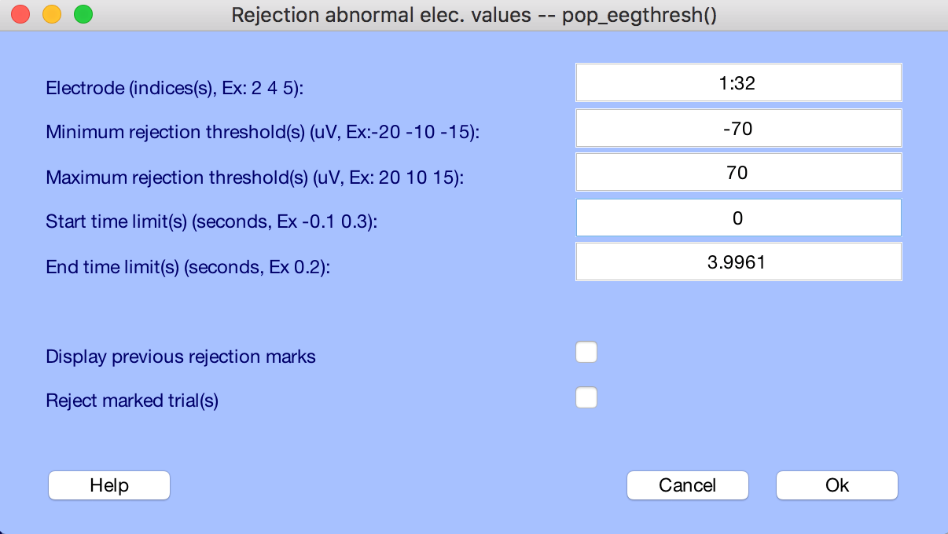 Rejection abnormal elec. values -- pop_eegthresh()
Electrode (indices(s), Ex: 2 4 5): 1:32
Minimum rejection threshold(s) (uV, Ex:-20 -10 -15): -70
Maximum rejection threshold(s) (uV, Ex: 20 10 15): 70
Start time limit(s) (seconds, Ex -0.1 0.3): 0
End time limit(s) (seconds, Ex 0.2): 3.9961
Display previous rejection marks
Reject marked trial(s)
Help Cancel Ok